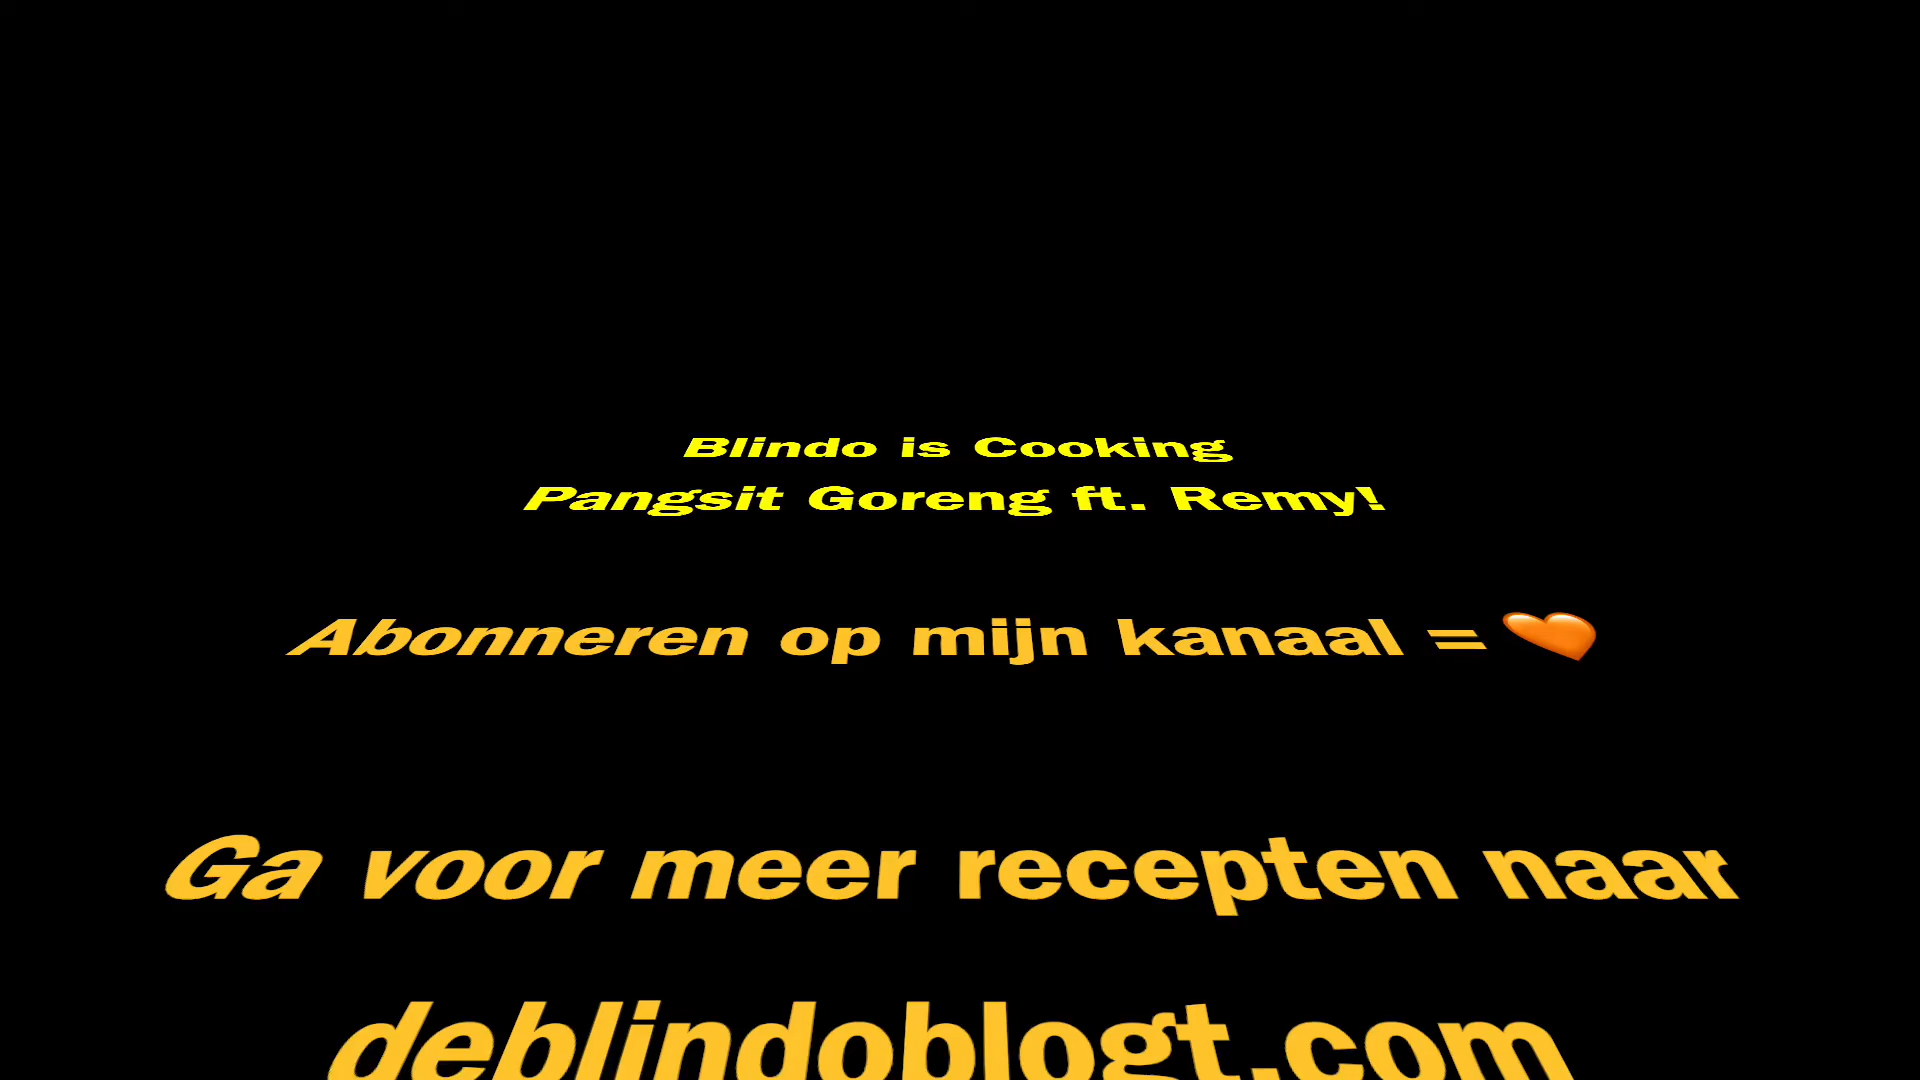 Blindo is Cooking
Pangsit Goreng ft. Remy!
Abonneren op mijn kanaal = 🧡
Ga voor meer recepten naar
deblindoblogt.com